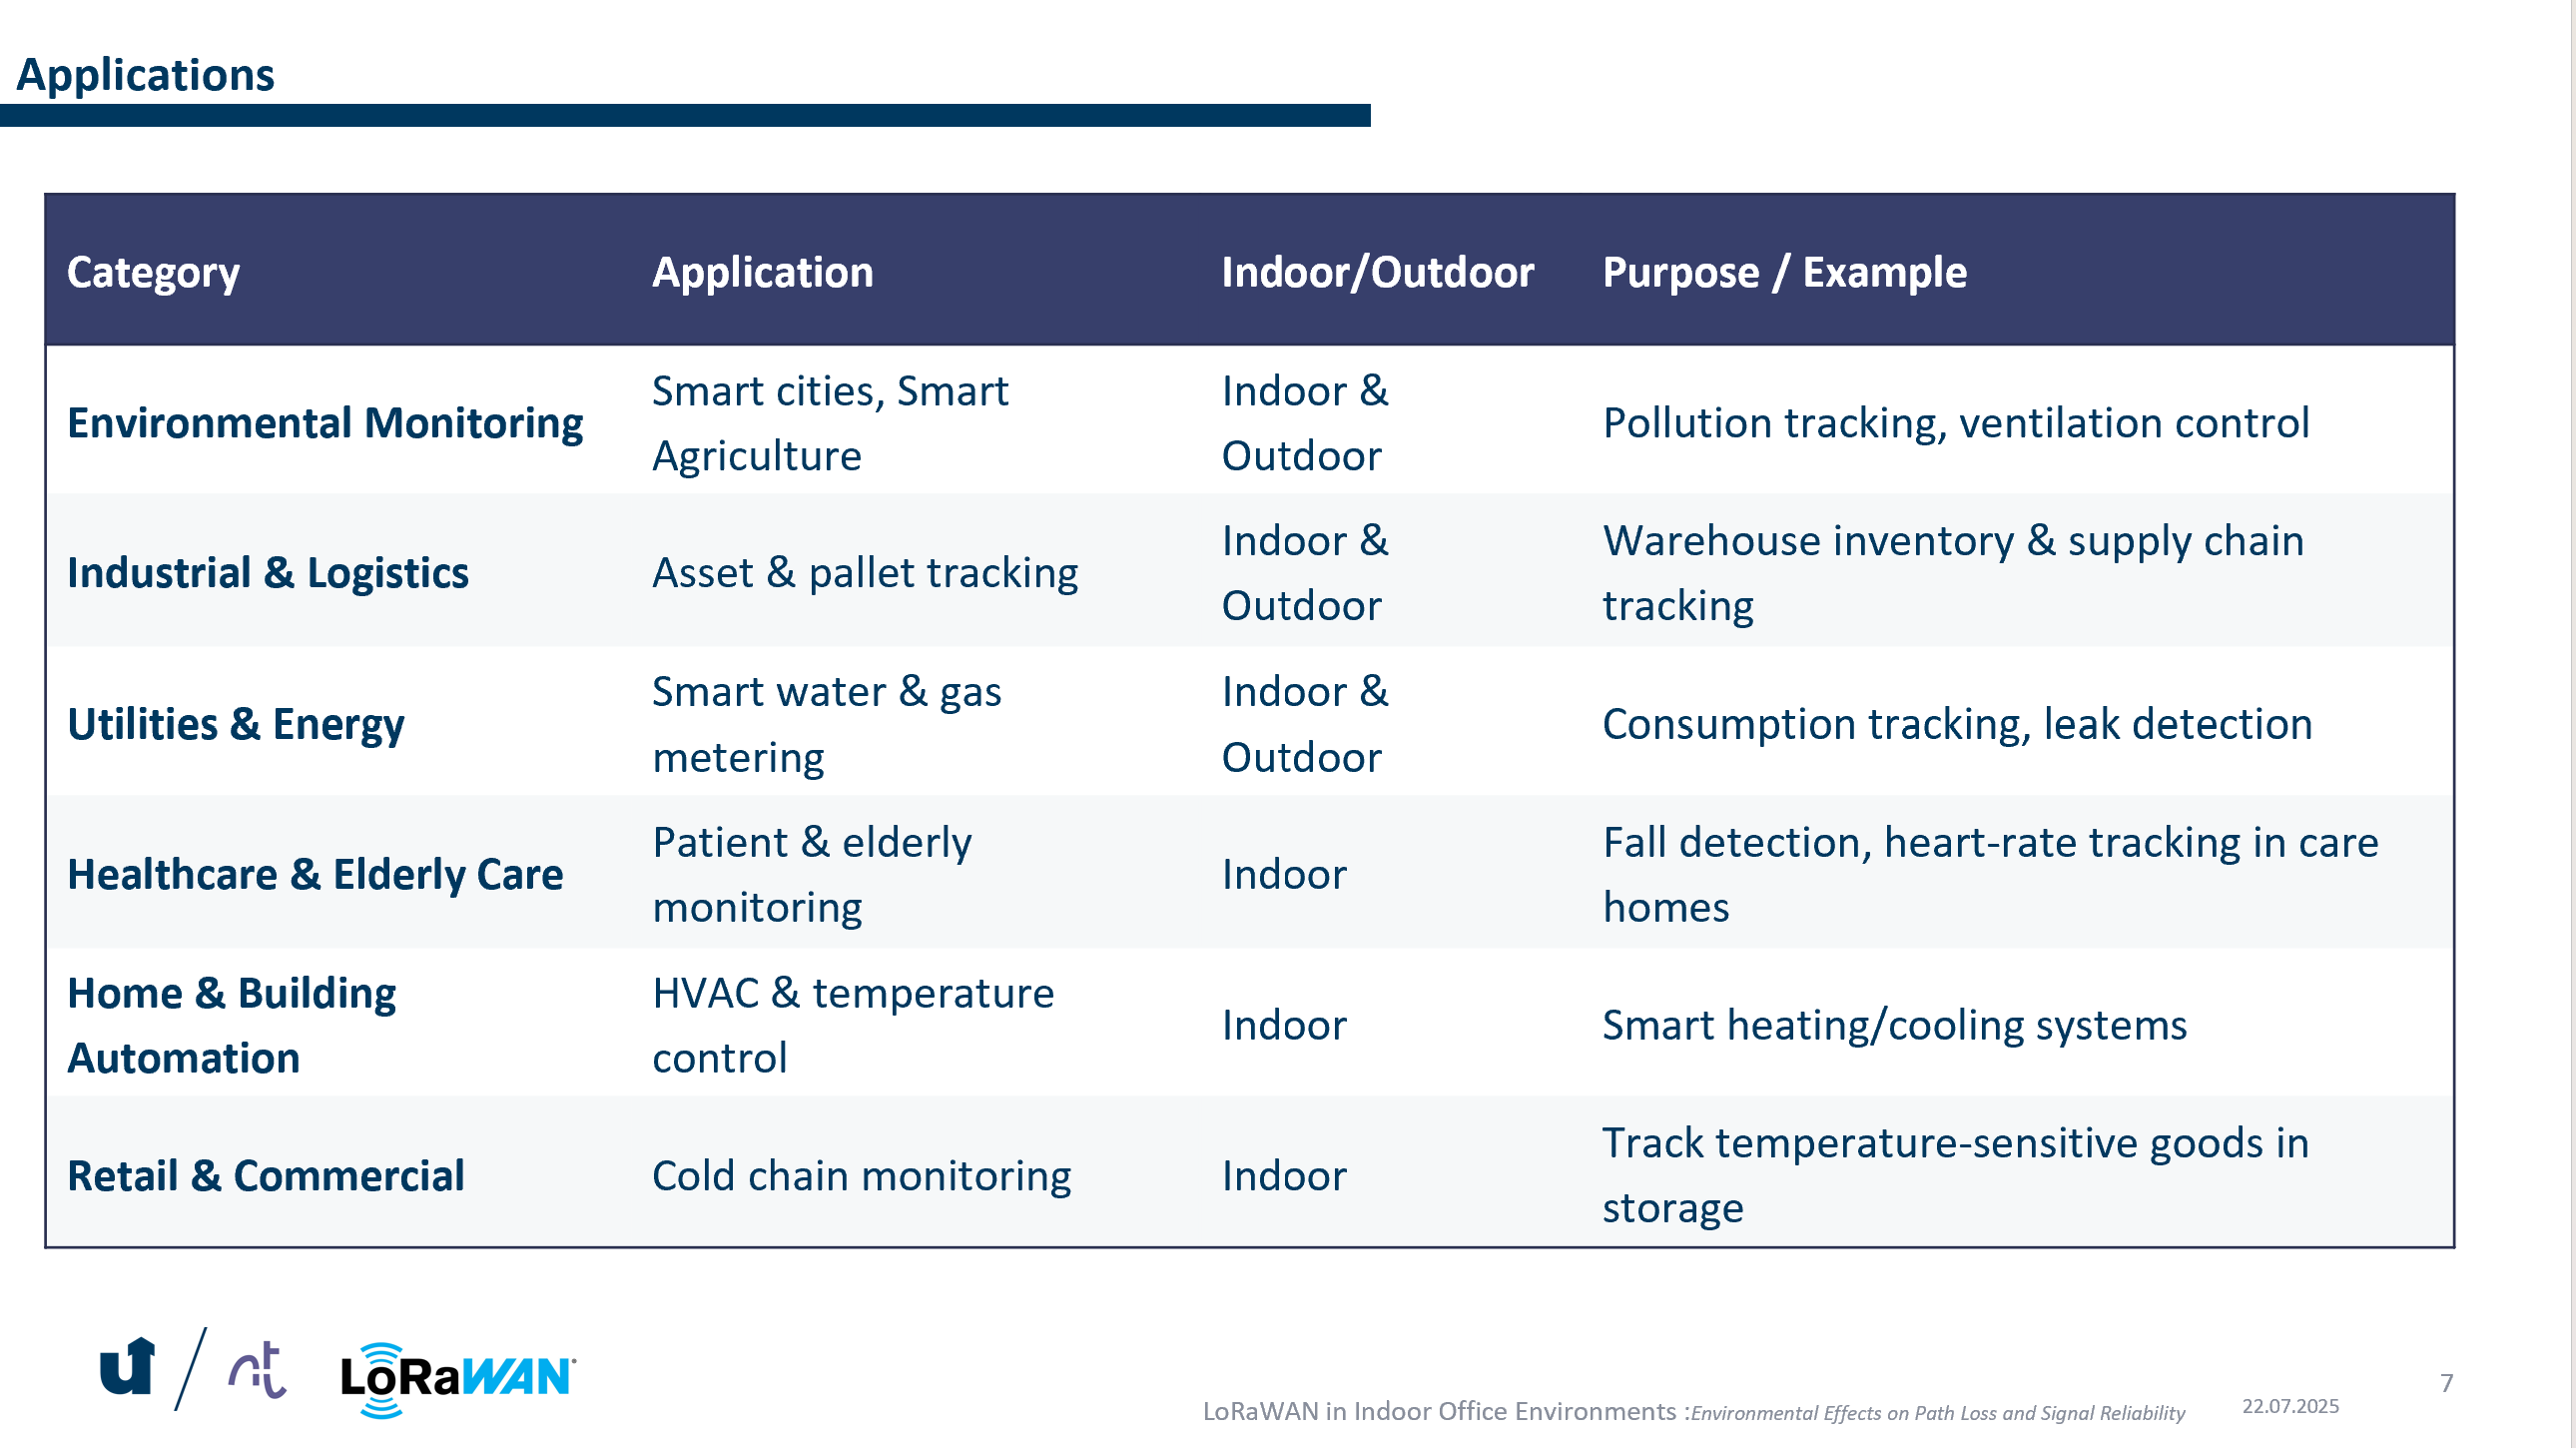 Applications
Category Application Indoor/Outdoor Purpose / Example
Environmental Monitoring
Smart cities, Smart
Agriculture
Indoor &
Outdoor
Pollution tracking, ventilation control
Industrial & Logistics
Asset & pallet tracking
Indoor &
Outdoor
Warehouse inventory & supply chain
tracking
Utilities & Energy
Smart water & gas
metering
Indoor &
Outdoor
Consumption tracking, leak detection
Healthcare & Elderly Care
Patient & elderly
monitoring
Indoor
Fall detection, heart-rate tracking in care
homes
Home & Building
Automation
HVAC & temperature
control
Indoor
Smart heating/cooling systems
Retail & Commercial
Cold chain monitoring
Indoor
Track temperature-sensitive goods in
storage
LoRaWAN
LoRaWAN in Indoor Office Environments :Environmental Effects on Path Loss and Signal Reliability
22.07.2025
7